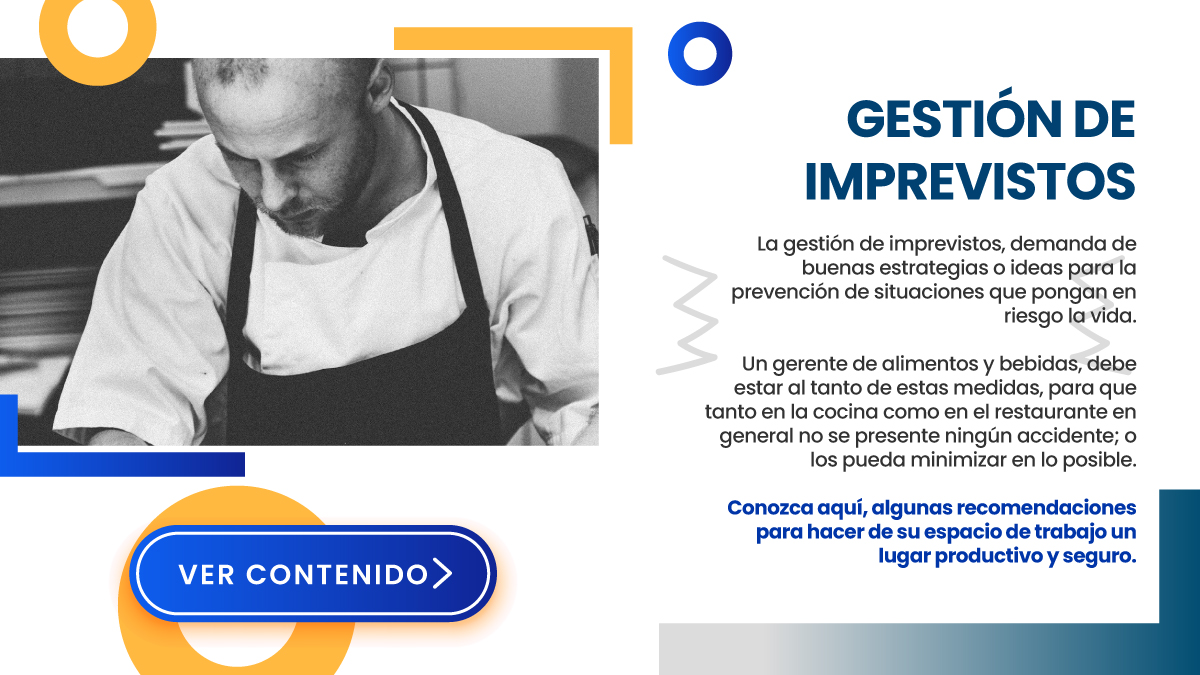 GESTIÓN DE
IMPREVISTOS
La gestión de imprevistos, demanda de
buenas estrategias o ideas para la
prevención de situaciones que pongan en
riesgo la vida.
Un gerente de alimentos y bebidas, debe
estar al tanto de estas medidas, para que
tanto en la cocina como en el restaurante en
general no se presente ningún accidente; o
los pueda minimizar en lo posible.
Conozca aquí, algunas recomendaciones
para hacer de su espacio de trabajo un
lugar productivo y seguro.
VER CONTENIDO